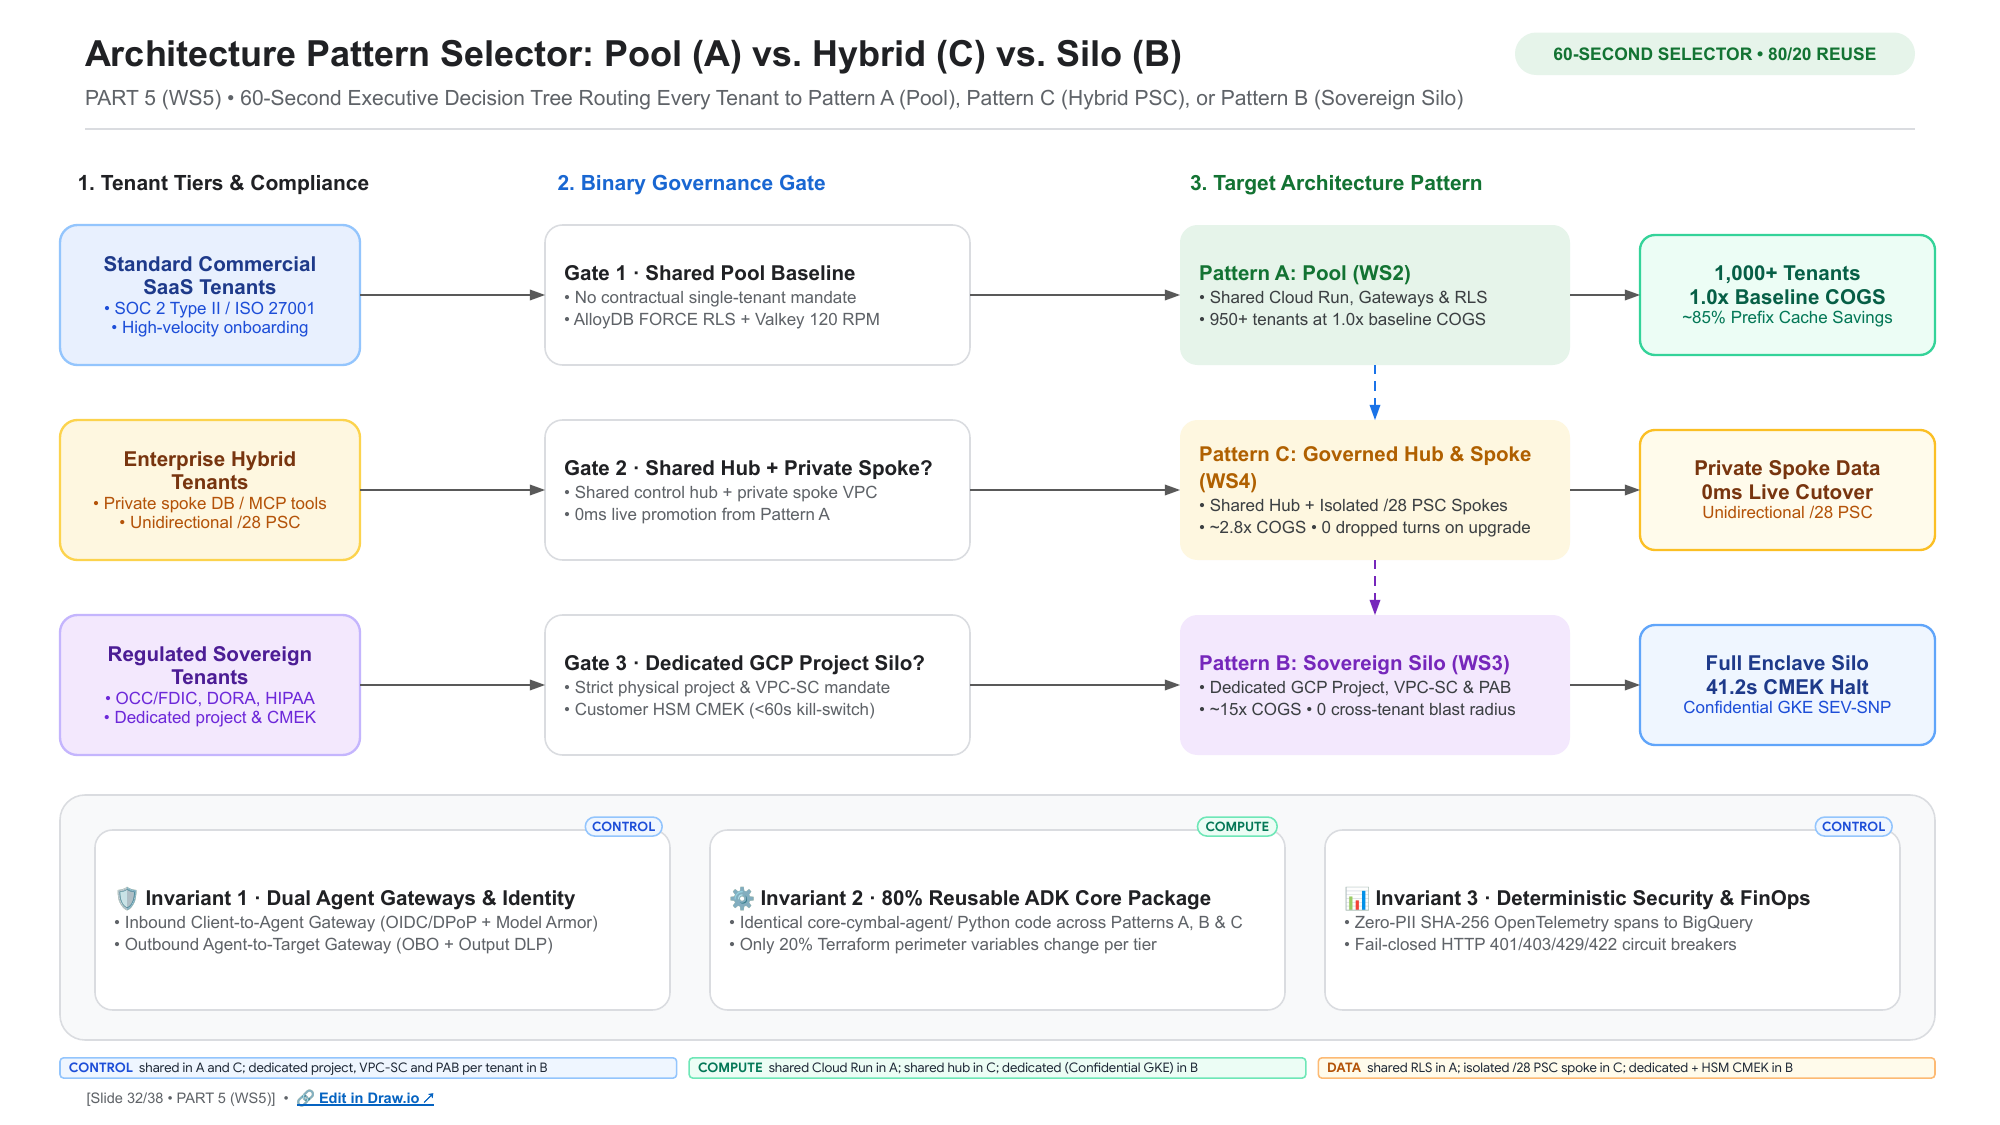 Architecture Pattern Selector: Pool (A) vs. Hybrid (C) vs. Silo (B)
60-SECOND SELECTOR • 80/20 REUSE
PART 5 (WS5) • 60-Second Executive Decision Tree Routing Every Tenant to Pattern A (Pool), Pattern C (Hybrid PSC), or Pattern B (Sovereign Silo)
1. Tenant Tiers & Compliance
2. Binary Governance Gate
3. Target Architecture Pattern
Standard Commercial
SaaS Tenants
• SOC 2 Type II / ISO 27001
• High-velocity onboarding
Gate 1 · Shared Pool Baseline
• No contractual single-tenant mandate
• AlloyDB FORCE RLS + Valkey 120 RPM
Pattern A: Pool (WS2)
• Shared Cloud Run, Gateways & RLS
• 950+ tenants at 1.0x baseline COGS
1,000+ Tenants
1.0x Baseline COGS
~85% Prefix Cache Savings
Enterprise Hybrid
Tenants
• Private spoke DB / MCP tools
• Unidirectional /28 PSC
Gate 2 · Shared Hub + Private Spoke?
• Shared control hub + private spoke VPC
• 0ms live promotion from Pattern A
Pattern C: Governed Hub & Spoke
(WS4)
• Shared Hub + Isolated /28 PSC Spokes
• ~2.8x COGS • 0 dropped turns on upgrade
Private Spoke Data
0ms Live Cutover
Unidirectional /28 PSC
Regulated Sovereign
Tenants
• OCC/FDIC, DORA, HIPAA
• Dedicated project & CMEK
Gate 3 · Dedicated GCP Project Silo?
• Strict physical project & VPC-SC mandate
• Customer HSM CMEK (<60s kill-switch)
Pattern B: Sovereign Silo (WS3)
• Dedicated GCP Project, VPC-SC & PAB
• ~15x COGS • 0 cross-tenant blast radius
Full Enclave Silo
41.2s CMEK Halt
Confidential GKE SEV-SNP
CONTROL
🛡️ Invariant 1 · Dual Agent Gateways & Identity
• Inbound Client-to-Agent Gateway (OIDC/DPoP + Model Armor)
• Outbound Agent-to-Target Gateway (OBO + Output DLP)
COMPUTE
⚙️ Invariant 2 · 80% Reusable ADK Core Package
• Identical core-cymbal-agent/ Python code across Patterns A, B & C
• Only 20% Terraform perimeter variables change per tier
CONTROL
📊 Invariant 3 · Deterministic Security & FinOps
• Zero-PII SHA-256 OpenTelemetry spans to BigQuery
• Fail-closed HTTP 401/403/429/422 circuit breakers
CONTROL shared in A and C; dedicated project, VPC-SC and PAB per tenant in B
COMPUTE shared Cloud Run in A; shared hub in C; dedicated (Confidential GKE) in B
DATA shared RLS in A; isolated /28 PSC spoke in C; dedicated + HSM CMEK in B
[Slide 32/38 • PART 5 (WS5)] • 🔗 Edit in Draw.io ↗